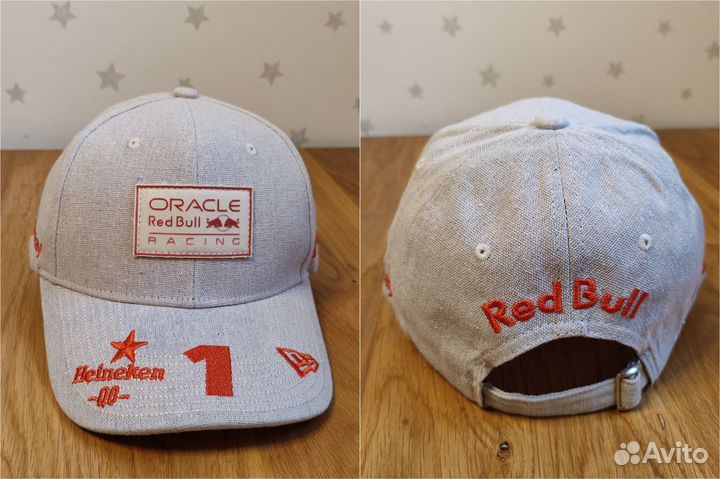 ORACLE
Red Bull
RACING
Heineken
0.0
1
Red Bull
Avito